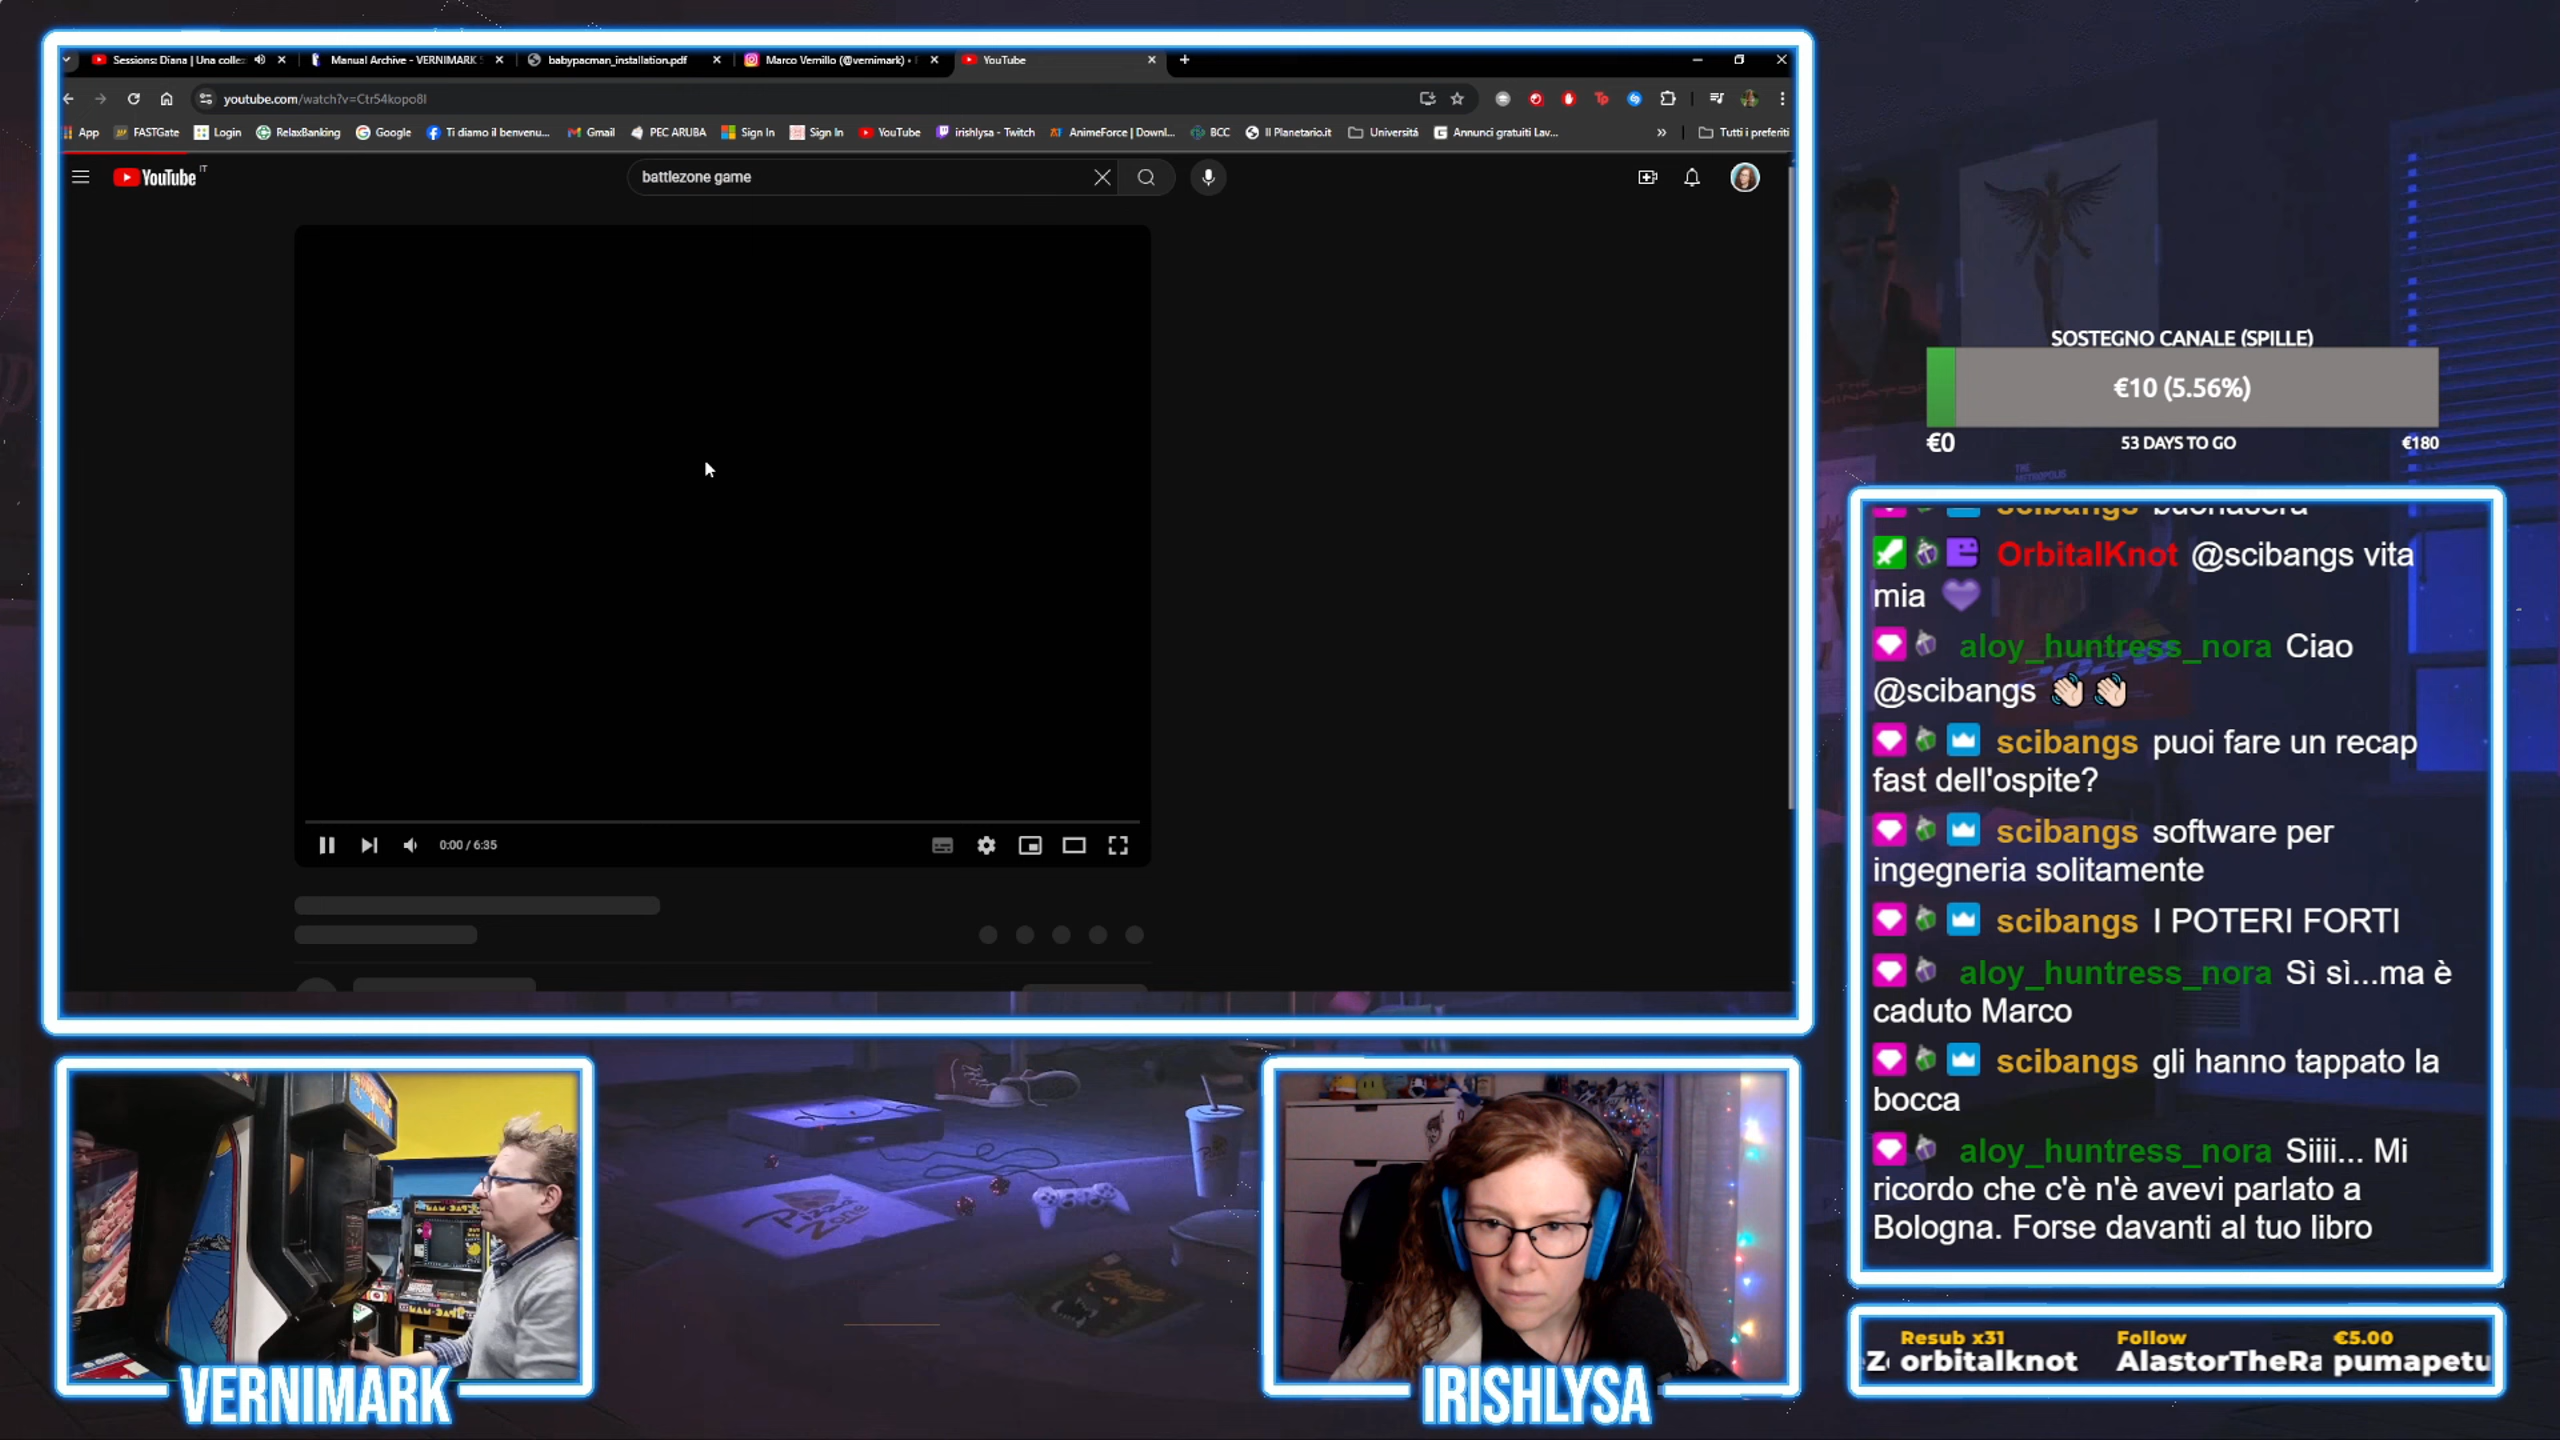 Sessions: Diana | Una colle
Manual Archive - VERNIMARK
babypacman_installation.pdf
Marco Vernillo (@vernimark) •
YouTube
youtube.com/watch?v=Ctr54kopo8I
App
FASTGate
Login
RelaxBanking
Google
Ti diamo il benvenu...
Gmail
PEC ARUBA
Sign In
Sign In
YouTube
irishlysa - Twitch
AnimeForce | Downl...
BCC
Il Planetario.it
Università
Annunci gratuiti Lav...
Tutti i preferiti
YouTube IT
battlezone game
0:00 / 6:35
SOSTEGNO CANALE (SPILLE)
€10 (5.56%)
€0
53 DAYS TO GO
€180
scibangs buonasera
OrbitalKnot @scibangs vita
mia
aloy_huntress_nora Ciao
@scibangs
scibangs puoi fare un recap
fast dell'ospite?
scibangs software per
ingegneria solitamente
scibangs I POTERI FORTI
aloy_huntress_nora Sì sì...ma è
caduto Marco
scibangs gli hanno tappato la
bocca
aloy_huntress_nora Siiii... Mi
ricordo che c'è n'è avevi parlato a
Bologna. Forse davanti al tuo libro
Resub x31
orbitalknot
Follow
AlastorTheRa
€5.00
pumapetu
Pizza
Zone
VERNIMARK
IRISHLYSA